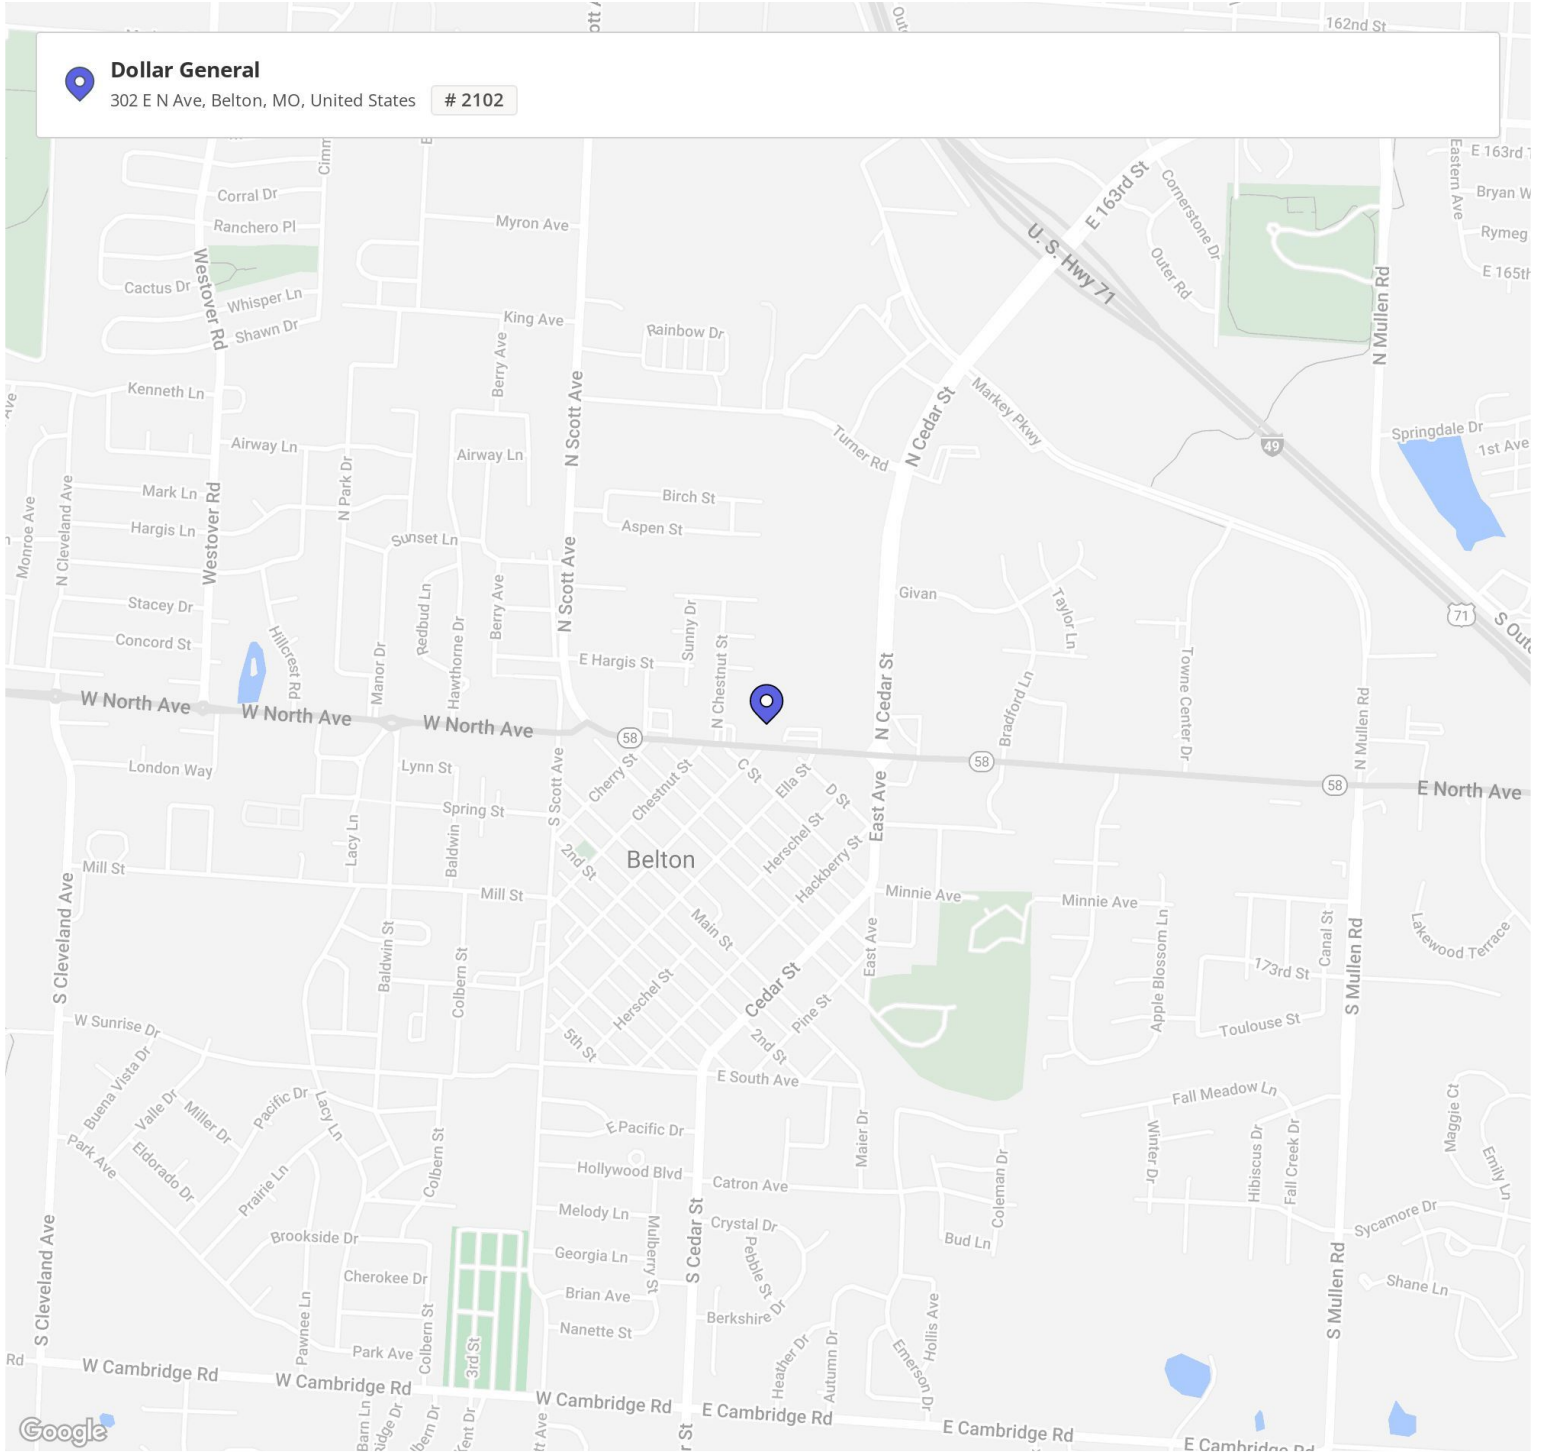 162nd St
Dollar General
302 E N Ave, Belton, MO, United States
# 2102
E 163rd St
Cornerstone Dr
Eastern Ave
Bryan W
Corral Dr
Ranchero Pl
Myron Ave
U. S. Hwy 71
Rymeg
Westover Rd
Cactus Dr
Whisper Ln
Shawn Dr
Outer Rd
E 165th
N Mullen Rd
King Ave
Rainbow Dr
Berry Ave
Kenneth Ln
N Scott Ave
N Cedar St
Markey Pkwy
Airway Ln
Airway Ln
Turner Rd
49
Springdale Dr
1st Ave
Monroe Ave
N Cleveland Ave
Mark Ln
N Park Dr
Birch St
Hargis Ln
Westover Rd
Sunset Ln
Aspen St
N Scott Ave
Stacey Dr
Concord St
Hillcrest Rd
Manor Dr
Redbud Ln
Hawthorne Dr
Berry Ave
Sunny Dr
N Chestnut St
E Hargis St
Givan
Taylor Ln
71
Towne Center Dr
Bradford Ln
N Cedar St
N Mullen Rd
W North Ave
W North Ave
W North Ave
58
58
58
E North Ave
London Way
Lynn St
S Scott Ave
Cherry St
Chestnut St
C St
Ella St
D St
East Ave
Spring St
Lacy Ln
Baldwin
Belton
Herschel St
Hackberry St
2nd St
Mill St
Mill St
Minnie Ave
Minnie Ave
Main St
S Cleveland Ave
Baldwin St
Colbern St
East Ave
Apple Blossom Ln
Canal St
S Mullen Rd
Lakewood Terrace
173rd St
Cedar St
Herschel St
Pine St
Toulouse St
W Sunrise Dr
5th St
2nd St
E South Ave
Buena Vista Dr
Valle Dr
Miller Dr
Pacific Dr
Lacy Ln
Fall Meadow Ln
Maggie Ct
E Pacific Dr
Maier Dr
Park Ave
Eldorado Dr
Prairie Ln
Colbern St
Hollywood Blvd
Catron Ave
Coleman Dr
Winter Dr
Hibiscus Dr
Fall Creek Dr
Emily Ln
Melody Ln
Mulberry St
S Cedar St
Crystal Dr
Pebble St
Bud Ln
Sycamore Dr
Brookside Dr
S Cleveland Ave
Georgia Ln
Cherokee Dr
Brian Ave
Berkshire Dr
S Mullen Rd
Shane Ln
Pawnee Ln
Colbern St
Nanette St
Heather Dr
Autumn Dr
Emerson Dr
Hollis Ave
Park Ave
3rd St
Rd
W Cambridge Rd
W Cambridge Rd
W Cambridge Rd
E Cambridge Rd
E Cambridge Rd
E Cambridge Rd
Barn Ln
Google